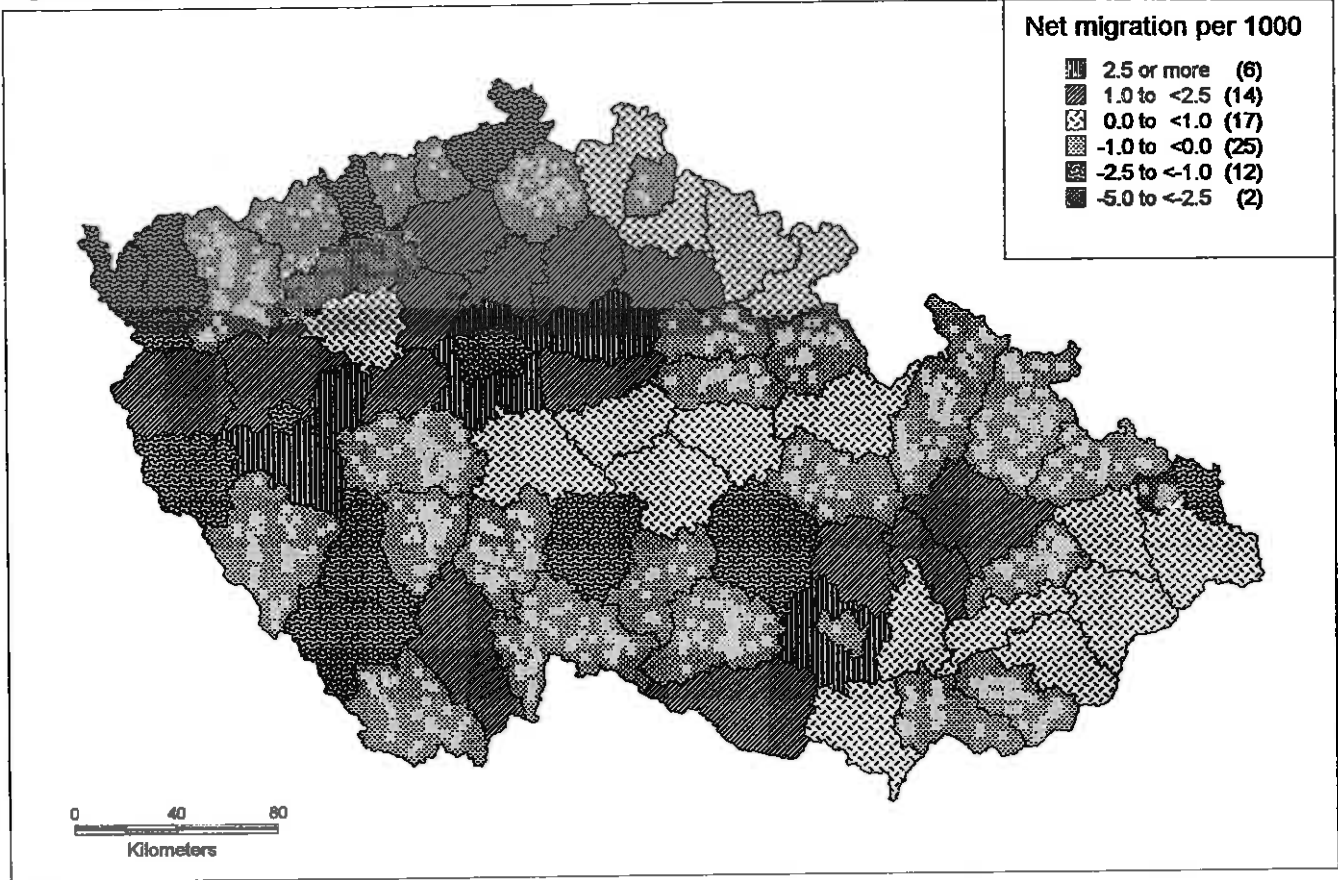 Net migration per 1000
2.5 or more (6)
1.0 to <2.5 (14)
0.0 to <1.0 (17)
-1.0 to <0.0 (25)
-2.5 to <-1.0 (12)
-5.0 to <-2.5 (2)
0 40 80
Kilometers